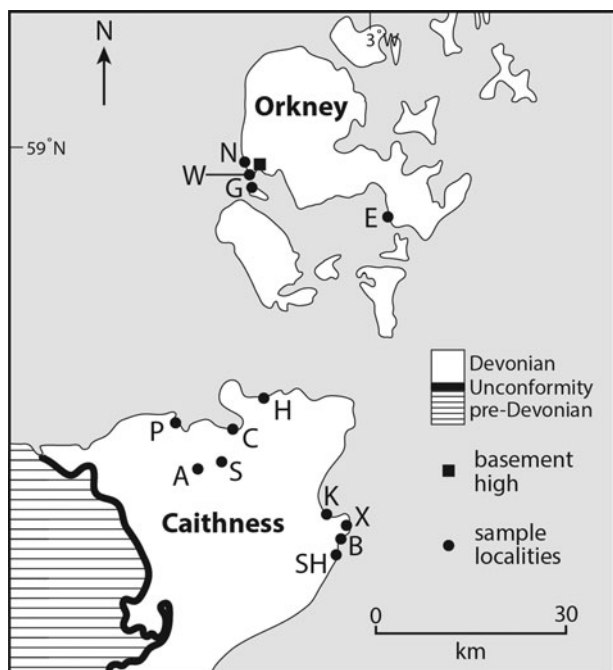 N
3°W
Orkney
59°N
N
W
G
E
Devonian
Unconformity
pre-Devonian
H
P
C
A
S
basement
high
K
X
Caithness
B
SH
sample
localities
0
30
km